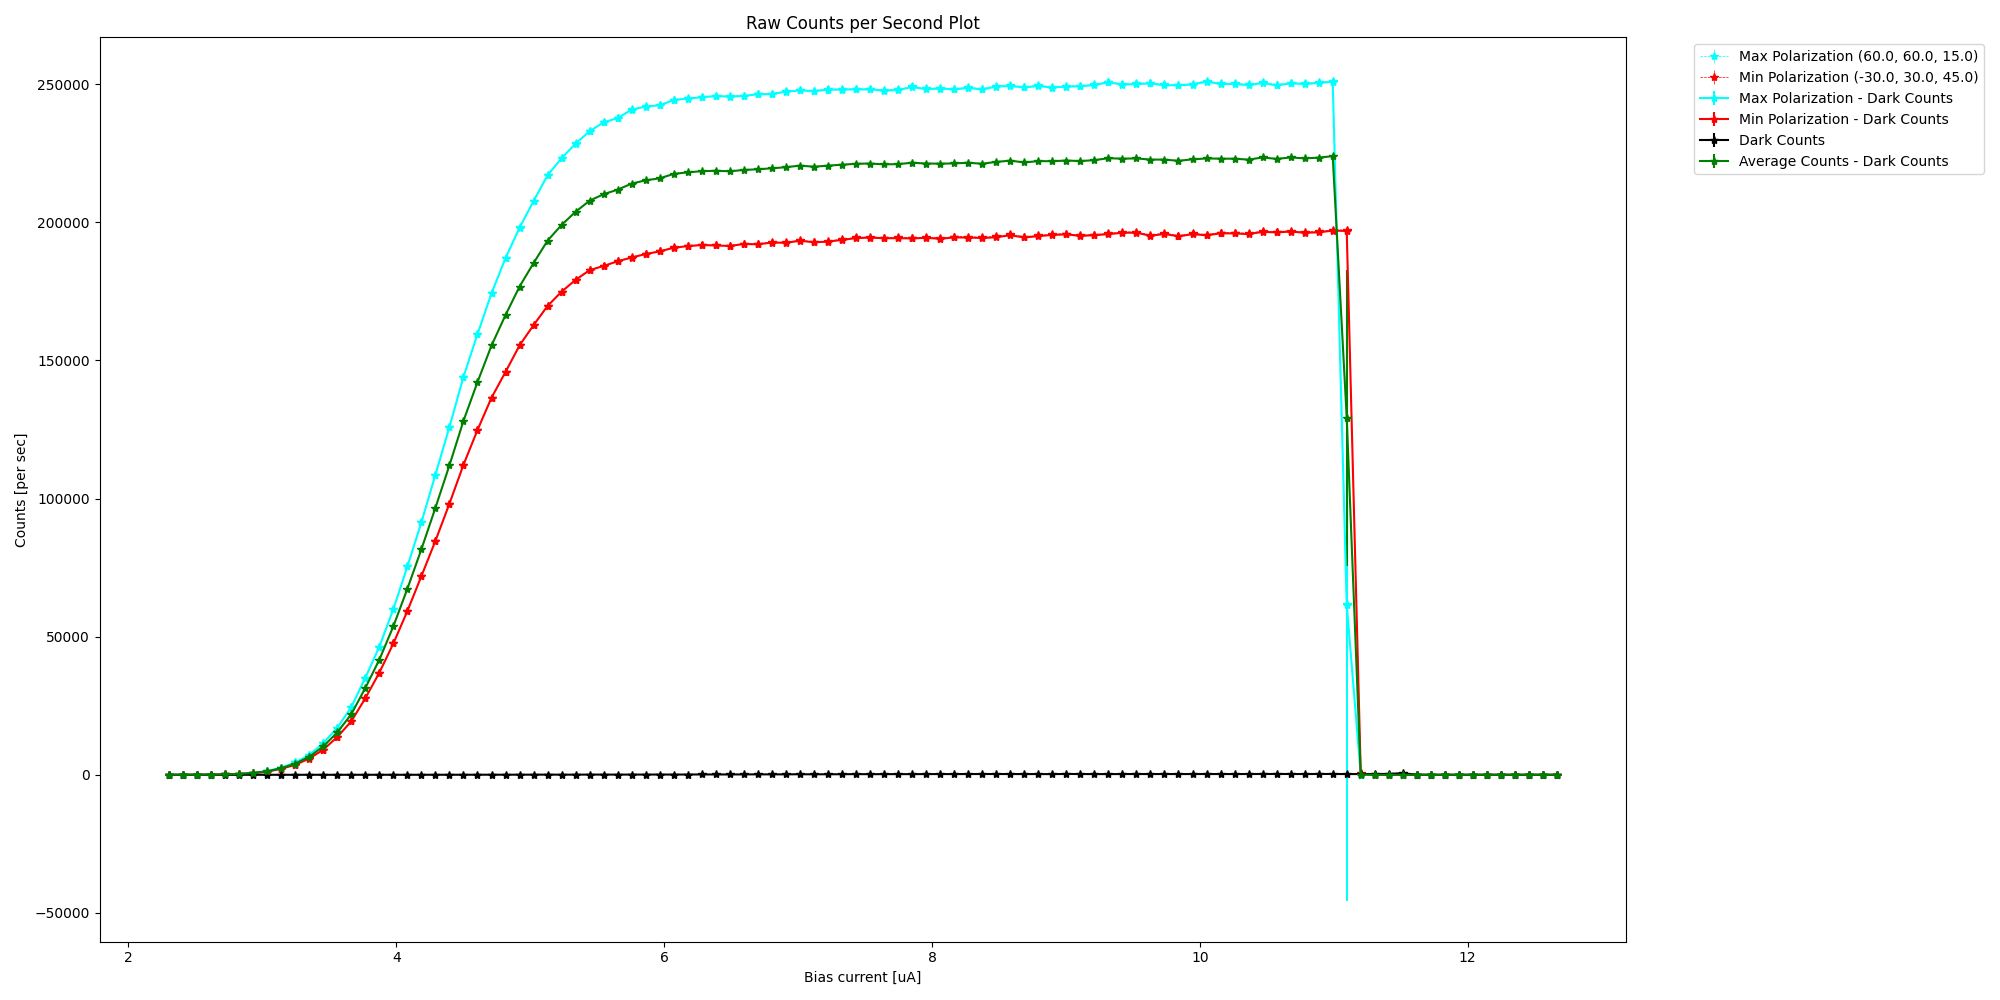 Raw Counts per Second Plot
Max Polarization (60.0, 60.0, 15.0)
Min Polarization (-30.0, 30.0, 45.0)
Max Polarization - Dark Counts
Min Polarization - Dark Counts
Dark Counts
Average Counts - Dark Counts
Counts [per sec]
250000
200000
150000
100000
50000
0
−50000
2
4
6
8
10
12
Bias current [uA]